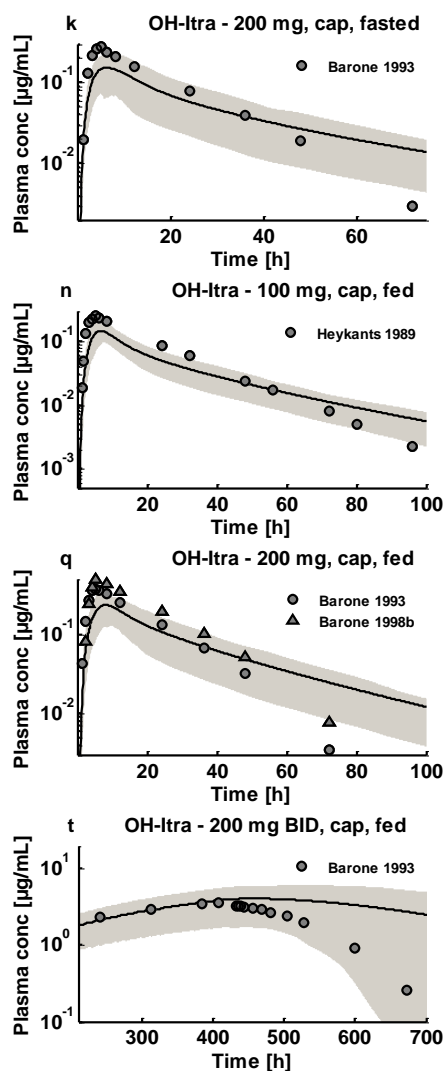 k OH-Itra - 200 mg, cap, fasted
Plasma conc [µg/mL]
10⁻¹
10⁻²
Barone 1993
0 20 40 60
Time [h]
n OH-Itra - 100 mg, cap, fed
Plasma conc [µg/mL]
10⁻¹
10⁻²
10⁻³
Heykants 1989
20 40 60 80 100
Time [h]
q OH-Itra - 200 mg, cap, fed
Plasma conc [µg/mL]
10⁻¹
10⁻²
Barone 1993
Barone 1998b
0 20 40 60 80 100
Time [h]
t OH-Itra - 200 mg BID, cap, fed
Plasma conc [µg/mL]
10¹
10⁰
10⁻¹
Barone 1993
300 400 500 600 700
Time [h]